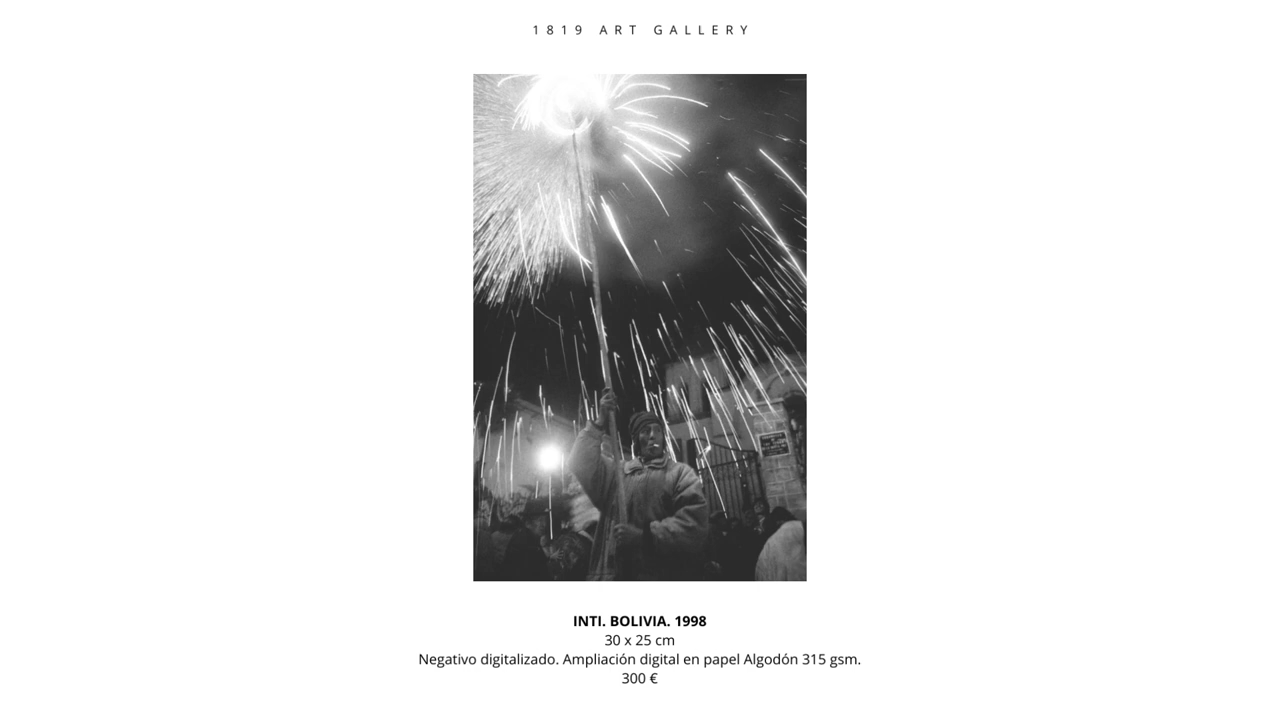 1819 ART GALLERY
INTI. BOLIVIA. 1998
30 x 25 cm
Negativo digitalizado. Ampliación digital en papel Algodón 315 gsm.
300 €